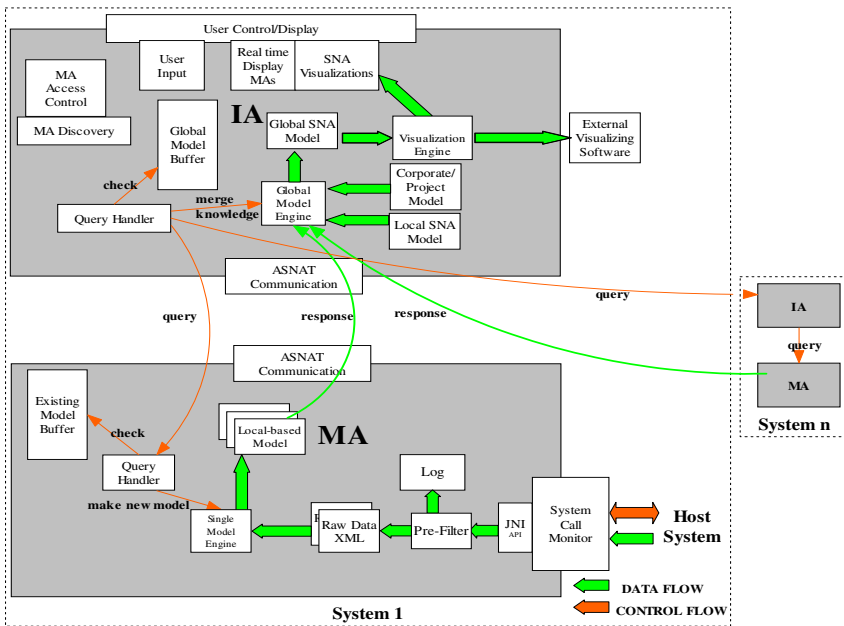 User Control/Display
User
Input
Real time
Display
MAs
SNA
Visualizations
MA
Access
Control
MA Discovery
Global
Model
Buffer
IA
Global SNA
Model
Visualization
Engine
External
Visualizing
Software
check
merge
knowledge
Query Handler
Global
Model
Engine
Corporate/
Project
Model
Local SNA
Model
ASNAT
Communication
query
response
response
query
IA
query
MA
System n
ASNAT
Communication
Existing
Model
Buffer
check
Query
Handler
make new model
Local-based
Model
MA
Log
Single
Model
Engine
Raw Data
XML
Pre-Filter
JNI
API
System
Call
Monitor
Host
System
DATA FLOW
CONTROL FLOW
System 1